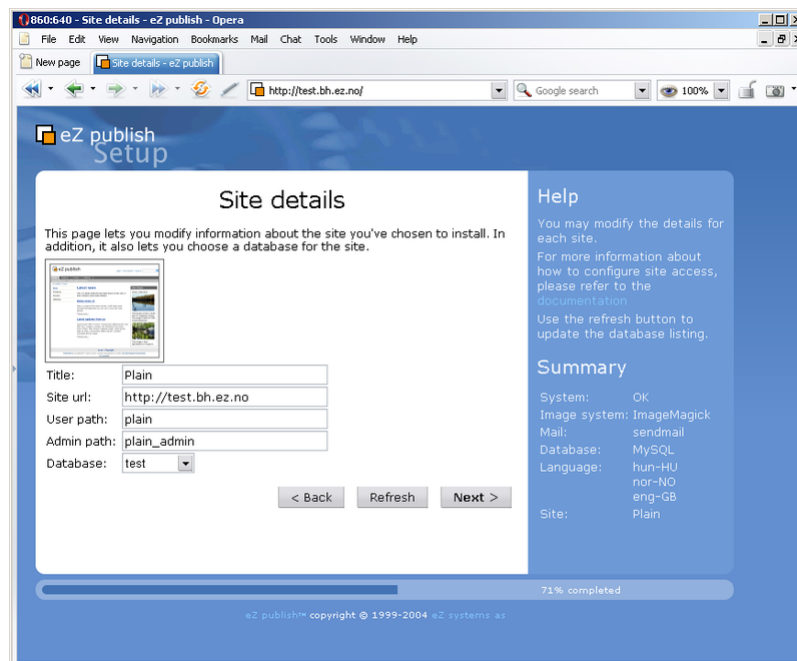 860:640 - Site details - eZ publish - Opera
File Edit View Navigation Bookmarks Mail Chat Tools Window Help
New page
Site details - eZ publish
http://test.bh.ez.no/
Google search
100%
eZ publish
Setup
Site details
This page lets you modify information about the site you've chosen to install. In
addition, it also lets you choose a database for the site.
eZ publish
Title: Plain
Site url: http://test.bh.ez.no
User path: plain
Admin path: plain_admin
Database: test
< Back
Refresh
Next >
Help
You may modify the details for
each site.
For more information about
how to configure site access,
please refer to the
documentation
Use the refresh button to
update the database listing.
Summary
System: OK
Image system: ImageMagick
Mail: sendmail
Database: MySQL
Language: hun-HU
nor-NO
eng-GB
Site: Plain
71% completed
eZ publish™ copyright © 1999-2004 eZ systems as